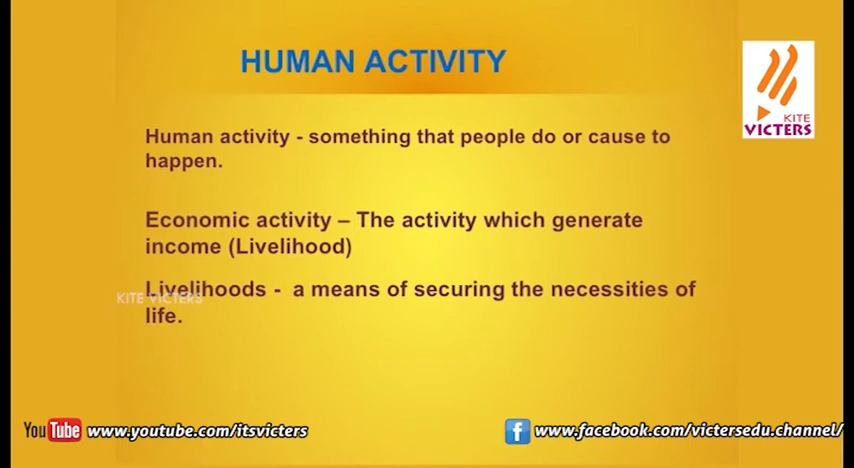 HUMAN ACTIVITY
KITE
VICTERS
Human activity - something that people do or cause to
happen.
Economic activity – The activity which generate
income (Livelihood)
Livelihoods - a means of securing the necessities of
KITE VICTERS
life.
YouTube www.youtube.com/itsvicters
f www.facebook.com/victersedu.channel/